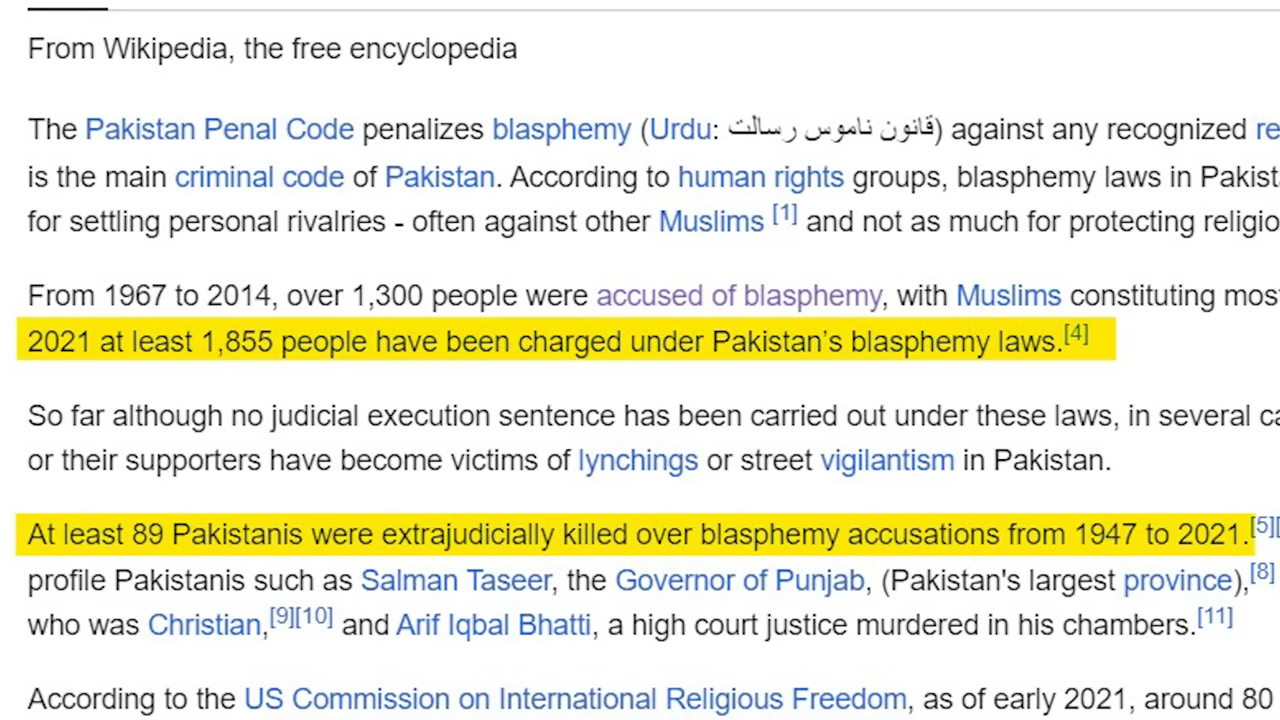 From Wikipedia, the free encyclopedia
The Pakistan Penal Code penalizes blasphemy (Urdu: قانون ناموس رسالت) against any recognized re
is the main criminal code of Pakistan. According to human rights groups, blasphemy laws in Pakist
for settling personal rivalries - often against other Muslims [1] and not as much for protecting religio
From 1967 to 2014, over 1,300 people were accused of blasphemy, with Muslims constituting mos
2021 at least 1,855 people have been charged under Pakistan’s blasphemy laws.[4]
So far although no judicial execution sentence has been carried out under these laws, in several ca
or their supporters have become victims of lynchings or street vigilantism in Pakistan.
At least 89 Pakistanis were extrajudicially killed over blasphemy accusations from 1947 to 2021.[5][
profile Pakistanis such as Salman Taseer, the Governor of Punjab, (Pakistan's largest province),[8]
who was Christian,[9][10] and Arif Iqbal Bhatti, a high court justice murdered in his chambers.[11]
According to the US Commission on International Religious Freedom, as of early 2021, around 80